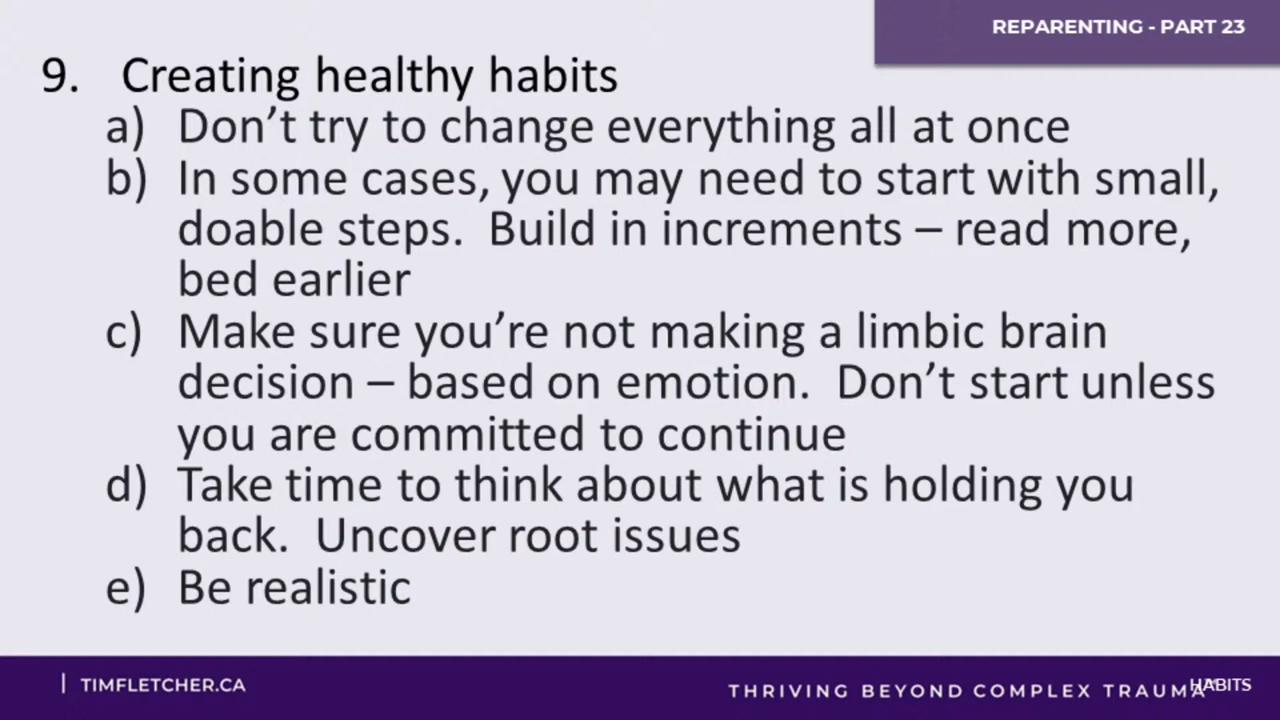 REPARENTING - PART 23
9. Creating healthy habits
a) Don't try to change everything all at once
b) In some cases, you may need to start with small,
doable steps.  Build in increments – read more,
bed earlier
c) Make sure you're not making a limbic brain
decision – based on emotion.  Don't start unless
you are committed to continue
d) Take time to think about what is holding you
back.  Uncover root issues
e) Be realistic
| TIMFLETCHER.CA
THRIVING BEYOND COMPLEX TRAUMA
HABITS